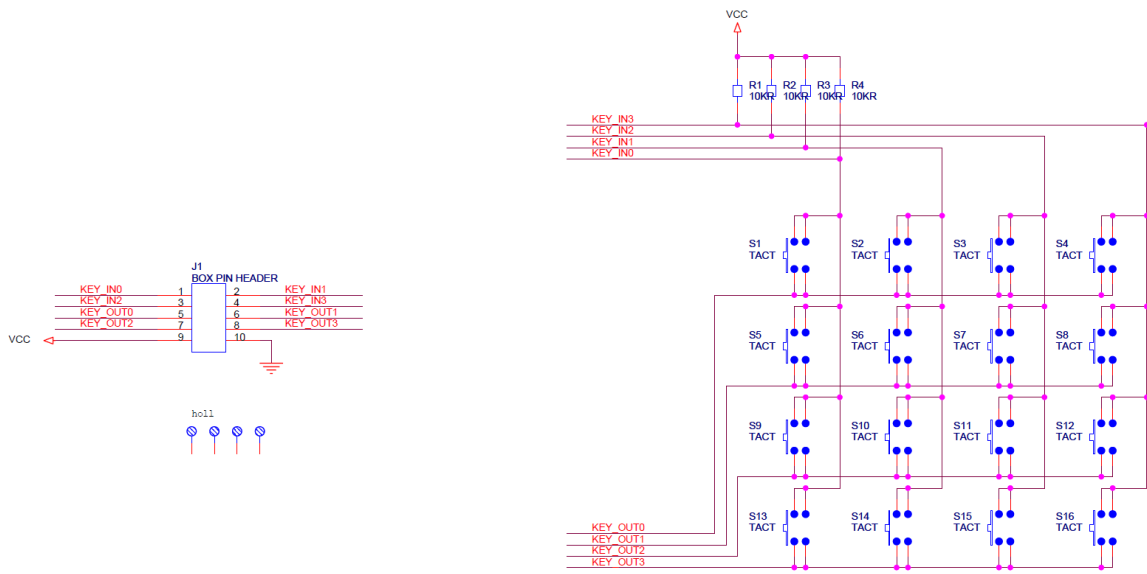 VCC
R1
10KR
R2
10KR
R3
10KR
R4
10KR
KEY_IN3
KEY_IN2
KEY_IN1
KEY_IN0
S1
TACT
S2
TACT
S3
TACT
S4
TACT
J1
BOX PIN HEADER
KEY_IN0 1 2 KEY_IN1
KEY_IN2 3 4 KEY_IN3
KEY_OUT0 5 6 KEY_OUT1
KEY_OUT2 7 8 KEY_OUT3
VCC 9 10
S5
TACT
S6
TACT
S7
TACT
S8
TACT
holl
S9
TACT
S10
TACT
S11
TACT
S12
TACT
S13
TACT
S14
TACT
S15
TACT
S16
TACT
KEY_OUT0
KEY_OUT1
KEY_OUT2
KEY_OUT3